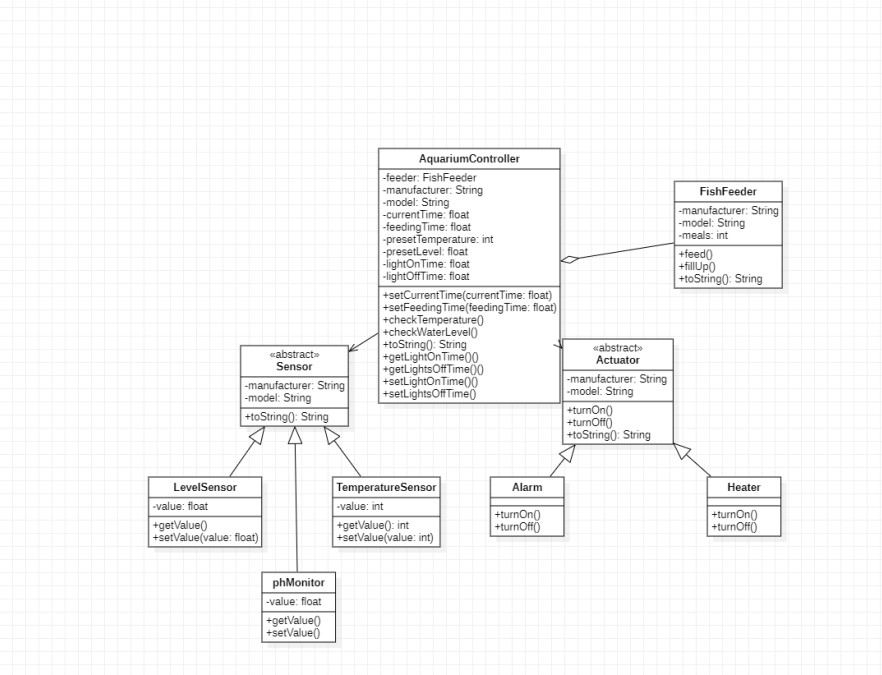 AquariumController
-feeder: FishFeeder
-manufacturer: String
-model: String
-currentTime: float
-feedingTime: float
-presetTemperature: int
-presetLevel: float
-lightOnTime: float
-lightOffTime: float
+setCurrentTime(currentTime: float)
+setFeedingTime(feedingTime: float)
+checkTemperature()
+checkWaterLevel()
+toString(): String
+getLightOnTime()()
+getLightsOffTime()()
+setLightOnTime()()
+setLightsOffTime()
FishFeeder
-manufacturer: String
-model: String
-meals: int
+feed()
+fillUp()
+toString(): String
«abstract»
Sensor
-manufacturer: String
-model: String
+toString(): String
«abstract»
Actuator
-manufacturer: String
-model: String
+turnOn()
+turnOff()
+toString(): String
LevelSensor
-value: float
+getValue()
+setValue(value: float)
TemperatureSensor
-value: int
+getValue(): int
+setValue(value: int)
Alarm
+turnOn()
+turnOff()
Heater
+turnOn()
+turnOff()
phMonitor
-value: float
+getValue()
+setValue()